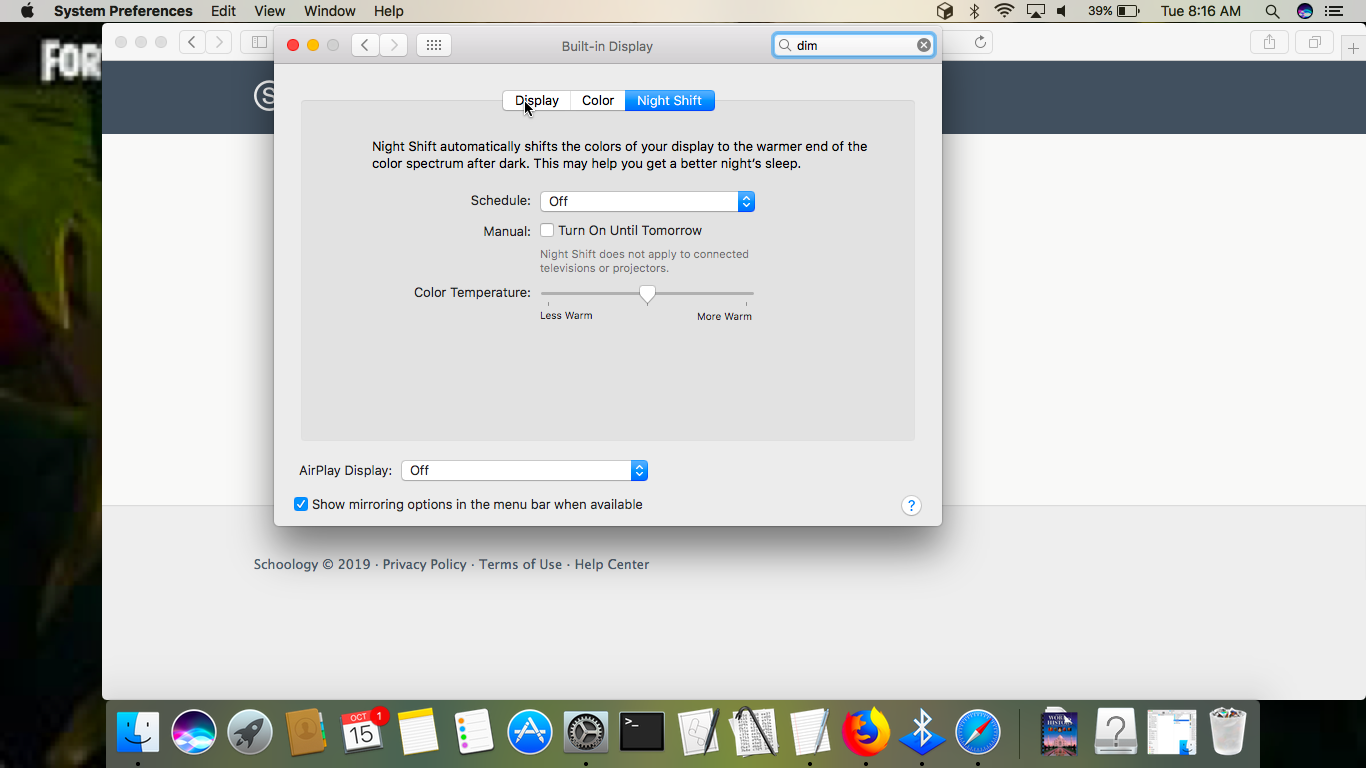 System Preferences Edit View Window Help 39% Tue 8:16 AM
FOR
Built-in Display
dim
S
Display Color Night Shift
Night Shift automatically shifts the colors of your display to the warmer end of the
color spectrum after dark. This may help you get a better night's sleep.
Schedule: Off
Manual: Turn On Until Tomorrow
Night Shift does not apply to connected
televisions or projectors.
Color Temperature:
Less Warm More Warm
AirPlay Display: Off
Show mirroring options in the menu bar when available
?
Schoology © 2019 · Privacy Policy · Terms of Use · Help Center
OCT 1
15
>_
WORLD
HISTORY
?